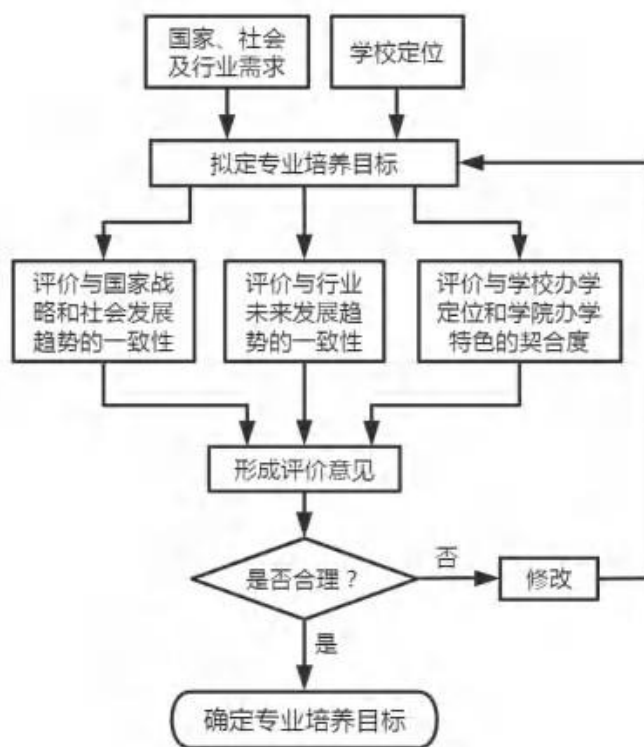 国家、社会
及行业需求
学校定位
拟定专业培养目标
评价与国家战
略和社会发展
趋势的一致性
评价与行业
未来发展趋
势的一致性
评价与学校办学
定位和学院办学
特色的契合度
形成评价意见
是否合理？
否
修改
是
确定专业培养目标